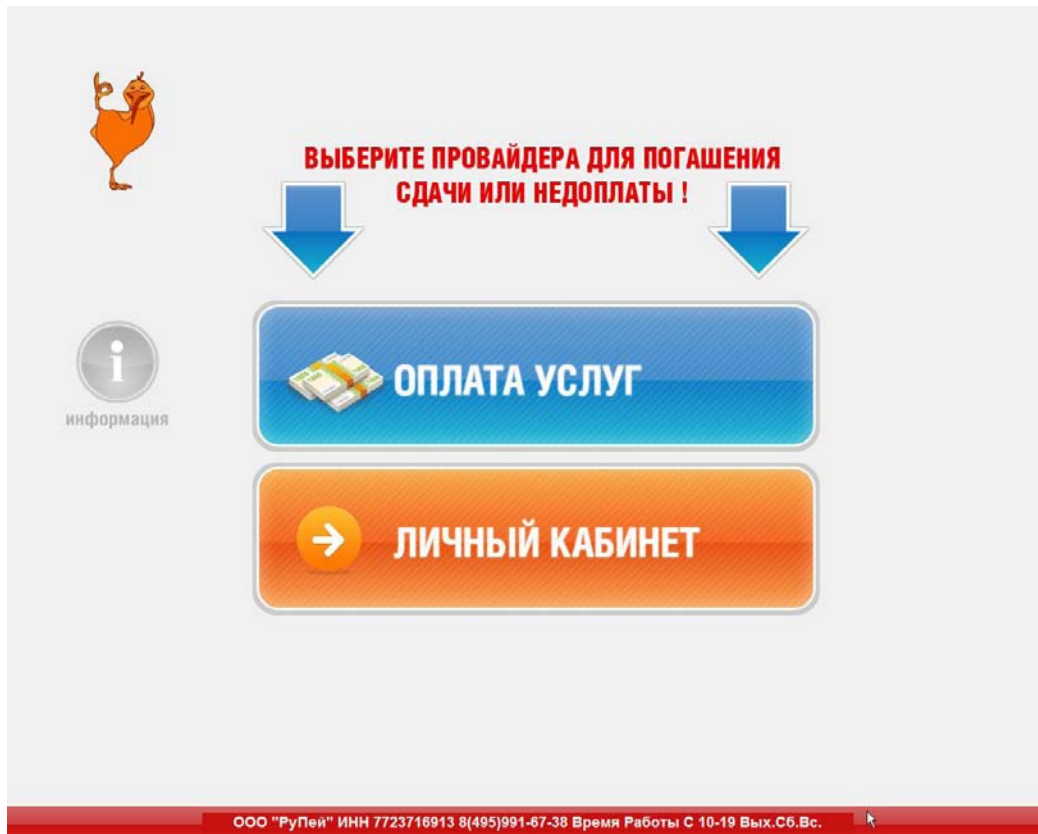 ВЫБЕРИТЕ ПРОВАЙДЕРА ДЛЯ ПОГАШЕНИЯ
СДАЧИ ИЛИ НЕДОПЛАТЫ !
ОПЛАТА УСЛУГ
информация
ЛИЧНЫЙ КАБИНЕТ
ООО "РуПей" ИНН 7723716913 8(495)991-67-38 Время Работы С 10-19 Вых.Сб.Вс.